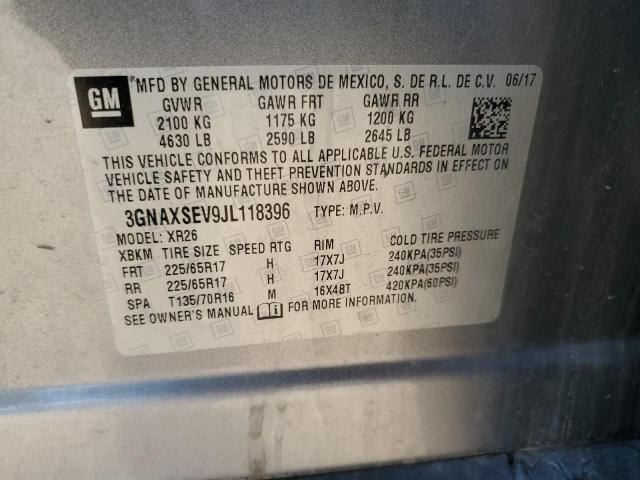 GM
MFD BY GENERAL MOTORS DE MEXICO, S. DE R.L. DE C.V. 06/17
GVWR GAWR FRT GAWR RR
2100 KG 1175 KG 1200 KG
4630 LB 2590 LB 2645 LB
THIS VEHICLE CONFORMS TO ALL APPLICABLE U.S. FEDERAL MOTOR
VEHICLE SAFETY AND THEFT PREVENTION STANDARDS IN EFFECT ON
THE DATE OF MANUFACTURE SHOWN ABOVE.
3GNAXSEV9JL118396 TYPE: M.P.V.
MODEL: XR26
XBKM TIRE SIZE SPEED RTG RIM COLD TIRE PRESSURE
FRT 225/65R17 H 17X7J 240KPA(35PSI)
RR 225/65R17 H 17X7J 240KPA(35PSI)
SPA T135/70R16 M 16X4BT 420KPA(60PSI)
SEE OWNER'S MANUAL FOR MORE INFORMATION.